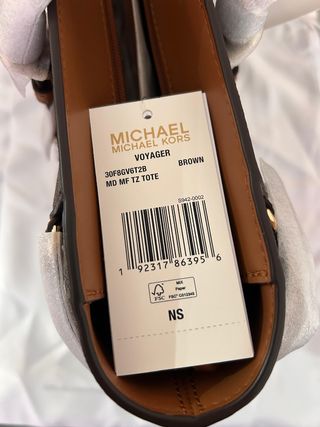 MICHAEL
MICHAEL KORS
VOYAGER
30F8GV6T2B BROWN
MD MF TZ TOTE
S942-0002
1 92317 86395 6
FSC
MIX
Paper
NS